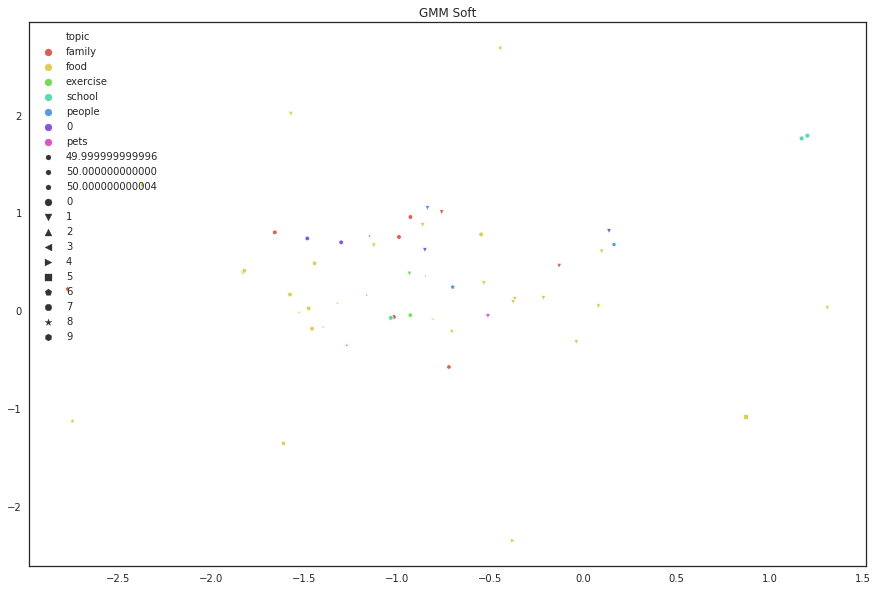 GMM Soft
topic
family
food
exercise
school
people
0
pets
49.999999999996
50.000000000000
50.000000000004
0
1
2
3
4
5
6
7
8
9
2
1
0
−1
−2
−2.5 −2.0 −1.5 −1.0 −0.5 0.0 0.5 1.0 1.5